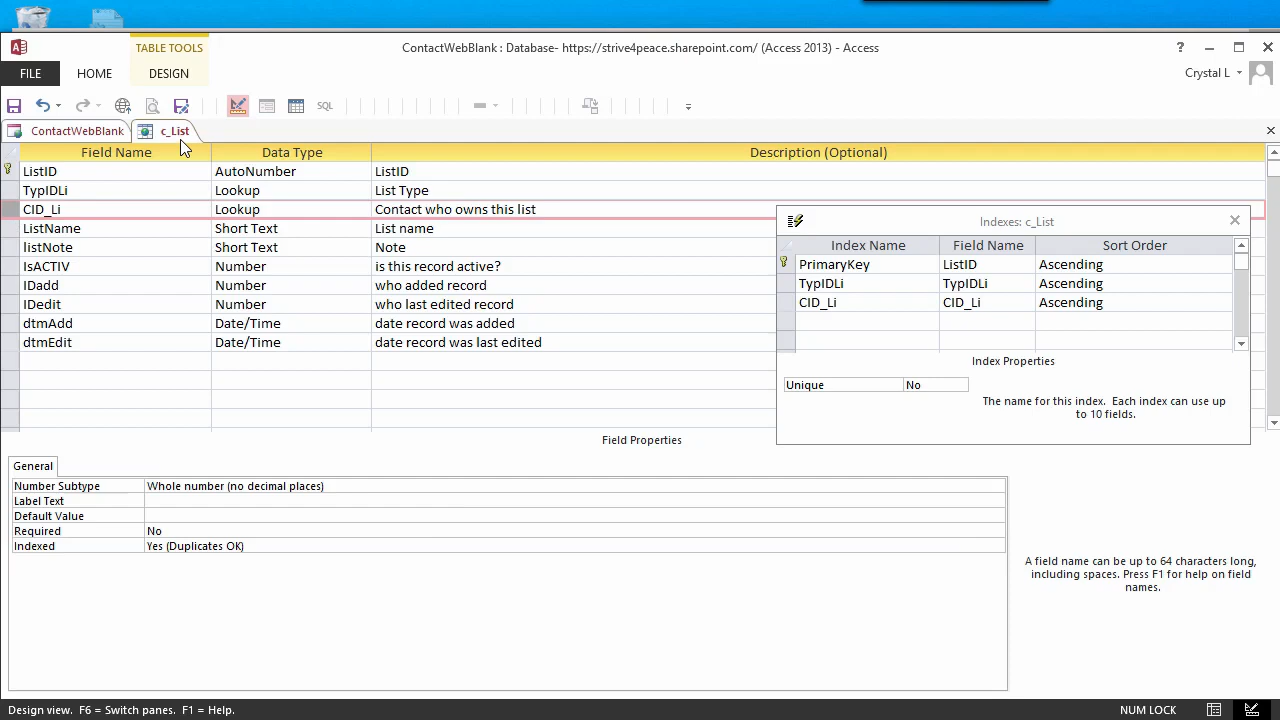 TABLE TOOLS
ContactWebBlank : Database- https://strive4peace.sharepoint.com/ (Access 2013) - Access
?
FILE
HOME
DESIGN
Crystal L
SQL
ContactWebBlank
c_List
Field Name
Data Type
Description (Optional)
ListID AutoNumber ListID
TypIDLi Lookup List Type
CID_Li Lookup Contact who owns this list
ListName Short Text List name
listNote Short Text Note
IsACTIV Number is this record active?
IDadd Number who added record
IDedit Number who last edited record
dtmAdd Date/Time date record was added
dtmEdit Date/Time date record was last edited
Indexes: c_List
Index Name Field Name Sort Order
PrimaryKey ListID Ascending
TypIDLi TypIDLi Ascending
CID_Li CID_Li Ascending
Index Properties
Unique No
The name for this index. Each index can use up
to 10 fields.
Field Properties
General
Number Subtype Whole number (no decimal places)
Label Text
Default Value
Required No
Indexed Yes (Duplicates OK)
A field name can be up to 64 characters long,
including spaces. Press F1 for help on field
names.
Design view. F6 = Switch panes. F1 = Help.
NUM LOCK